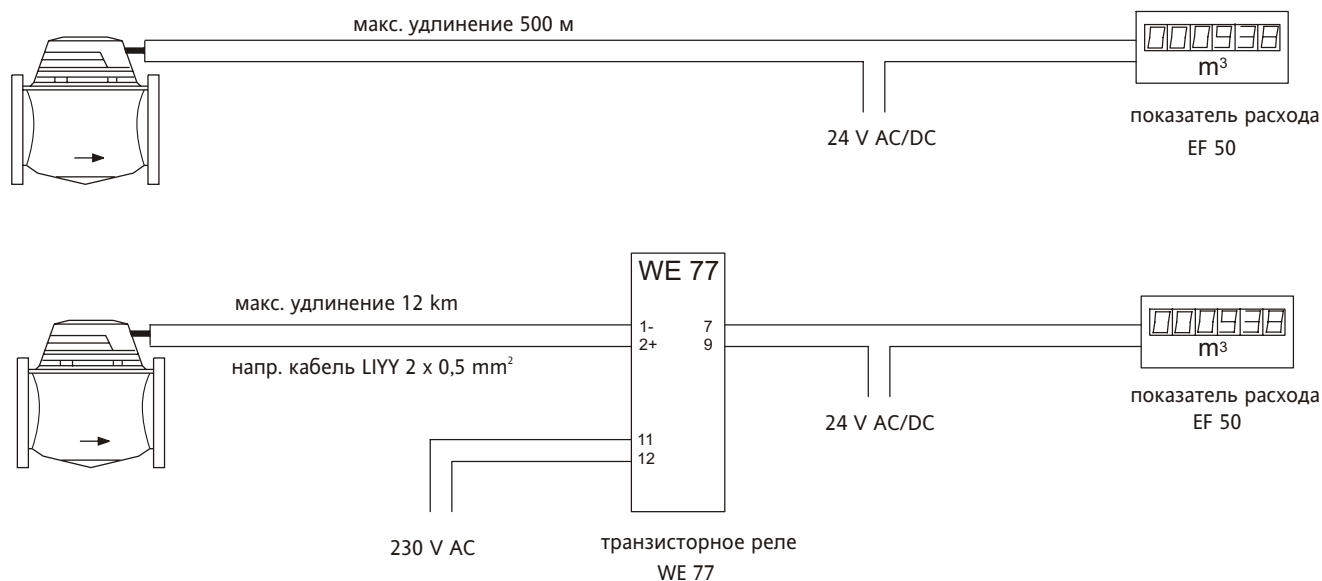 макс. удлинение 500 м
000938
m³
24 V AC/DC
показатель расхода
EF 50
WE 77
макс. удлинение 12 km
1-
7
2+
9
напр. кабель LIYY 2 x 0,5 mm²
000938
m³
24 V AC/DC
показатель расхода
EF 50
11
12
230 V AC
транзисторное реле
WE 77